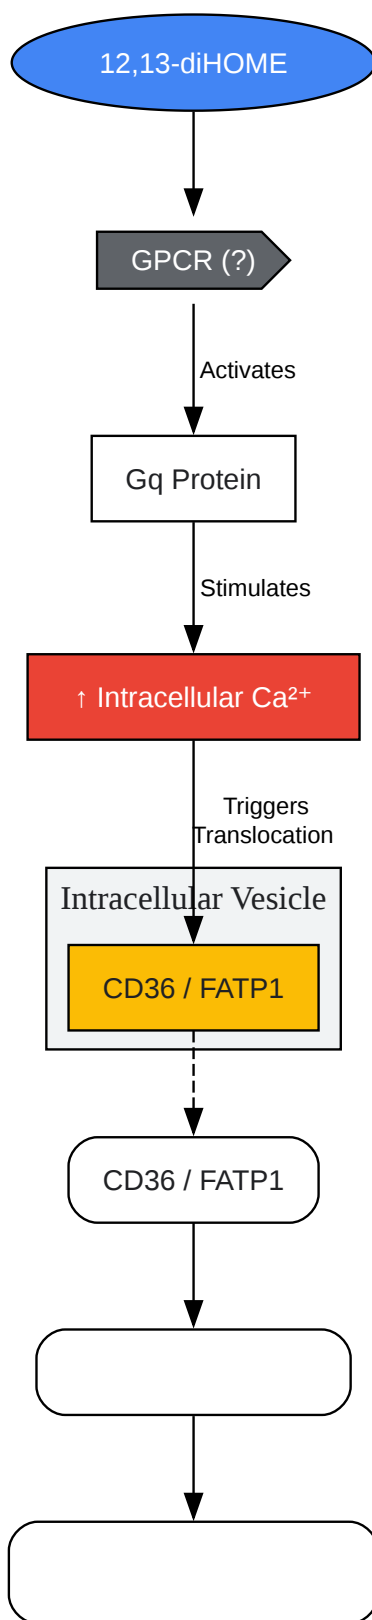 12,13-diHOME
GPCR (?)
Activates
Gq Protein
Stimulates
↑ Intracellular Ca²⁺
Triggers
Translocation
Intracellular Vesicle
CD36 / FATP1
CD36 / FATP1